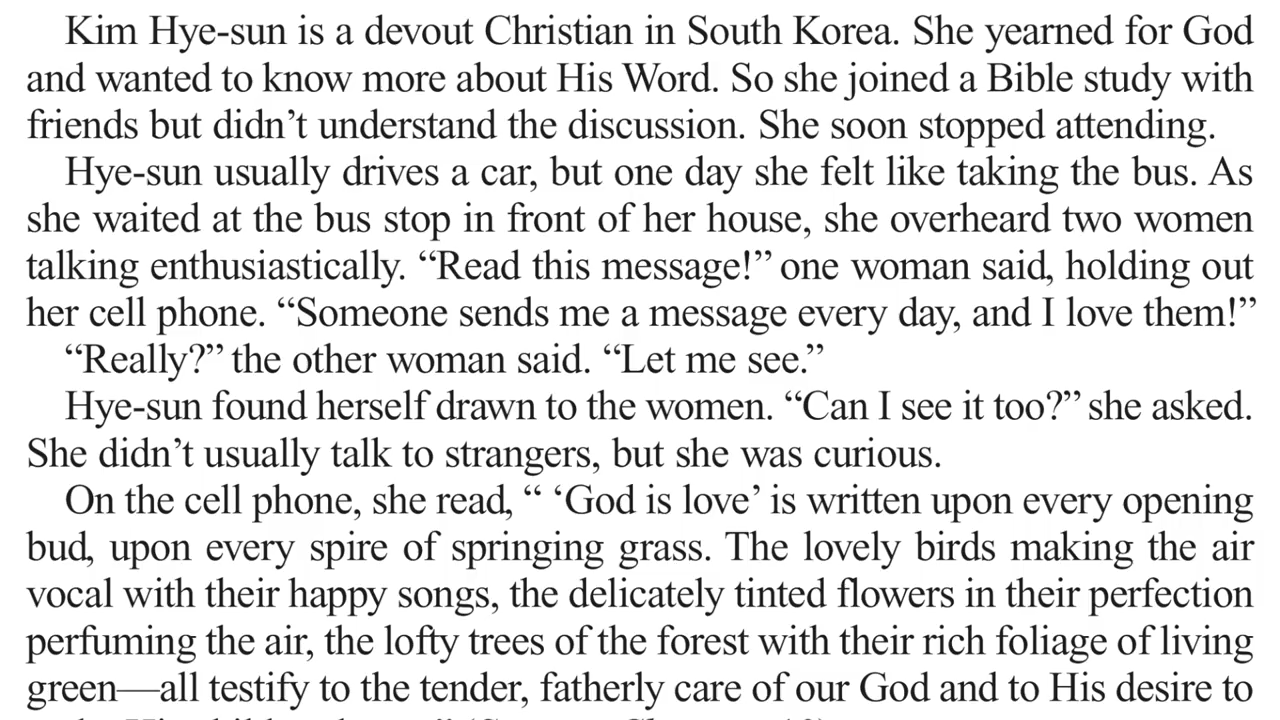 Kim Hye-sun is a devout Christian in South Korea. She yearned for God
and wanted to know more about His Word. So she joined a Bible study with
friends but didn’t understand the discussion. She soon stopped attending.
Hye-sun usually drives a car, but one day she felt like taking the bus. As
she waited at the bus stop in front of her house, she overheard two women
talking enthusiastically. “Read this message!” one woman said, holding out
her cell phone. “Someone sends me a message every day, and I love them!”
“Really?” the other woman said. “Let me see.”
Hye-sun found herself drawn to the women. “Can I see it too?” she asked.
She didn’t usually talk to strangers, but she was curious.
On the cell phone, she read, “ ‘God is love’ is written upon every opening
bud, upon every spire of springing grass. The lovely birds making the air
vocal with their happy songs, the delicately tinted flowers in their perfection
perfuming the air, the lofty trees of the forest with their rich foliage of living
green—all testify to the tender, fatherly care of our God and to His desire to